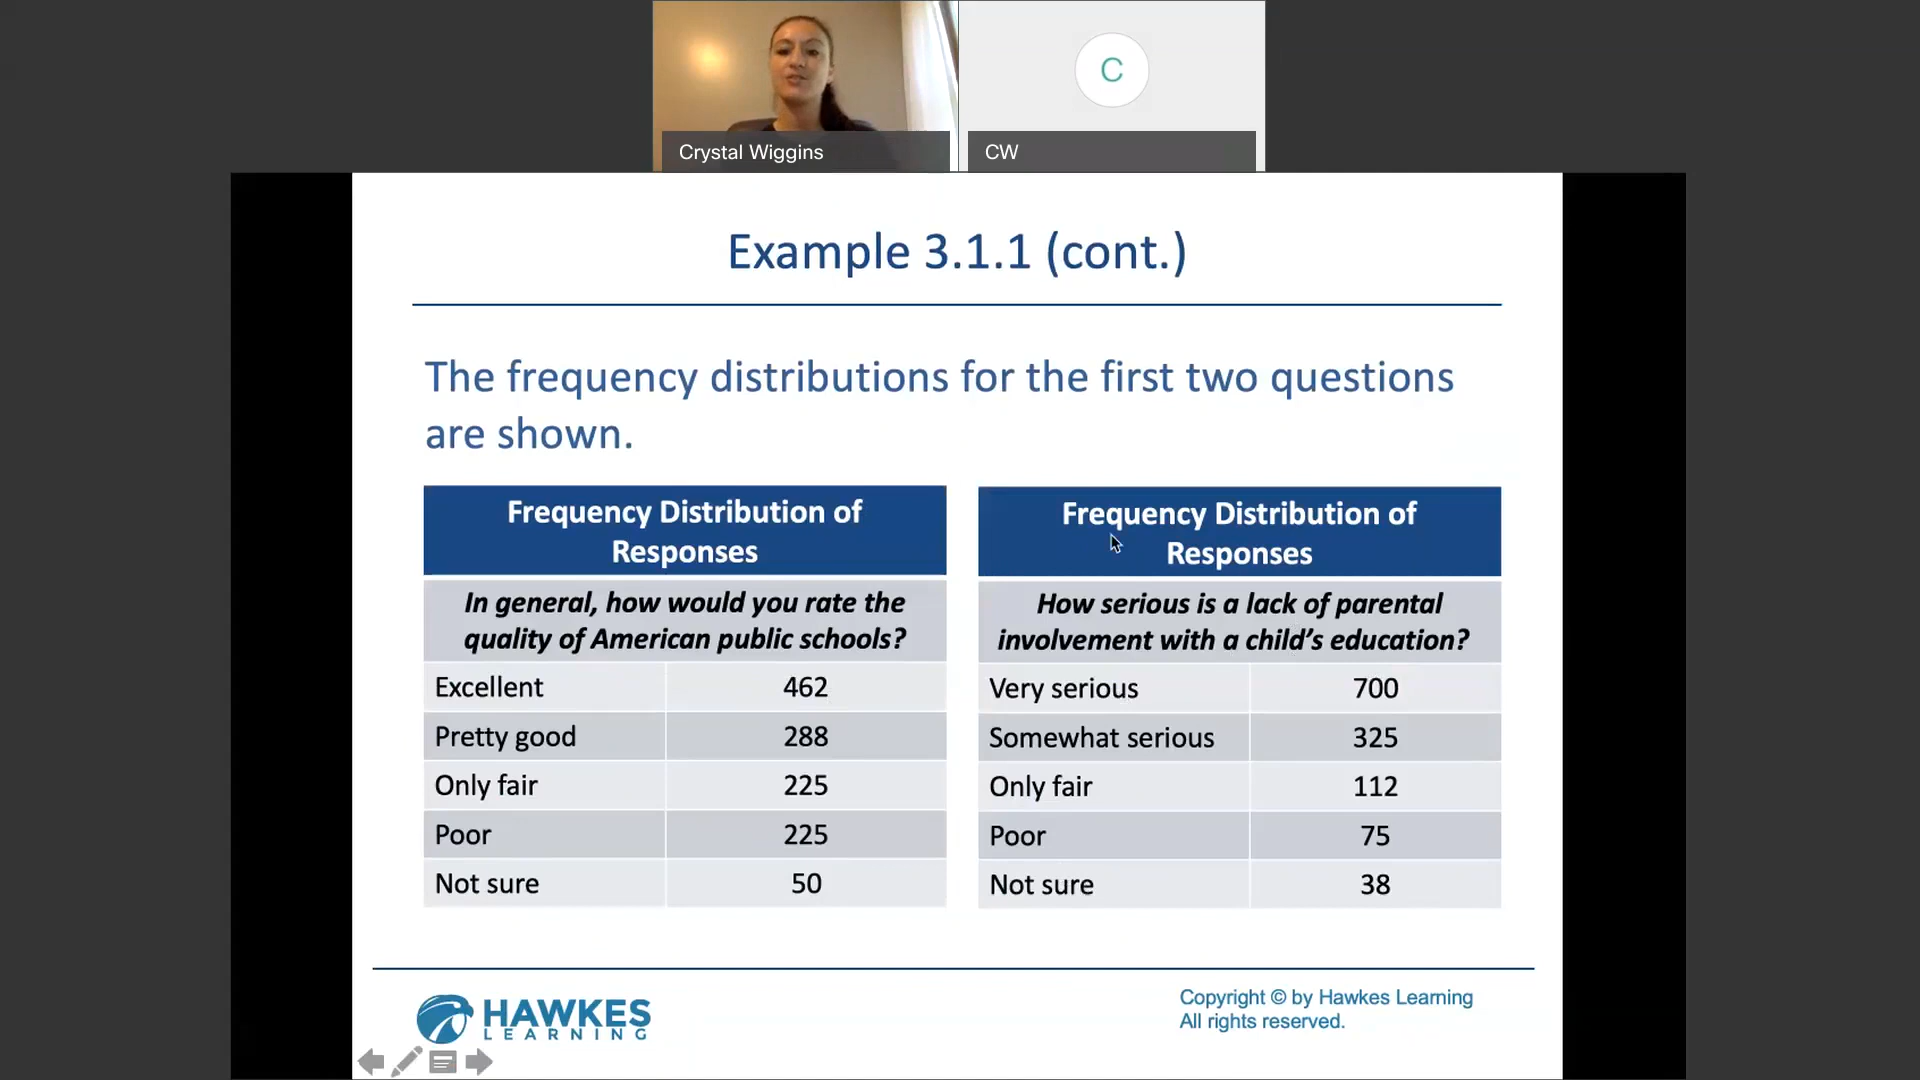 Crystal Wiggins
C
CW
Example 3.1.1 (cont.)
The frequency distributions for the first two questions
are shown.
Frequency Distribution of
Responses
In general, how would you rate the
quality of American public schools?
Excellent 462
Pretty good 288
Only fair 225
Poor 225
Not sure 50
Frequency Distribution of
Responses
How serious is a lack of parental
involvement with a child’s education?
Very serious 700
Somewhat serious 325
Only fair 112
Poor 75
Not sure 38
HAWKES
LEARNING
Copyright © by Hawkes Learning
All rights reserved.